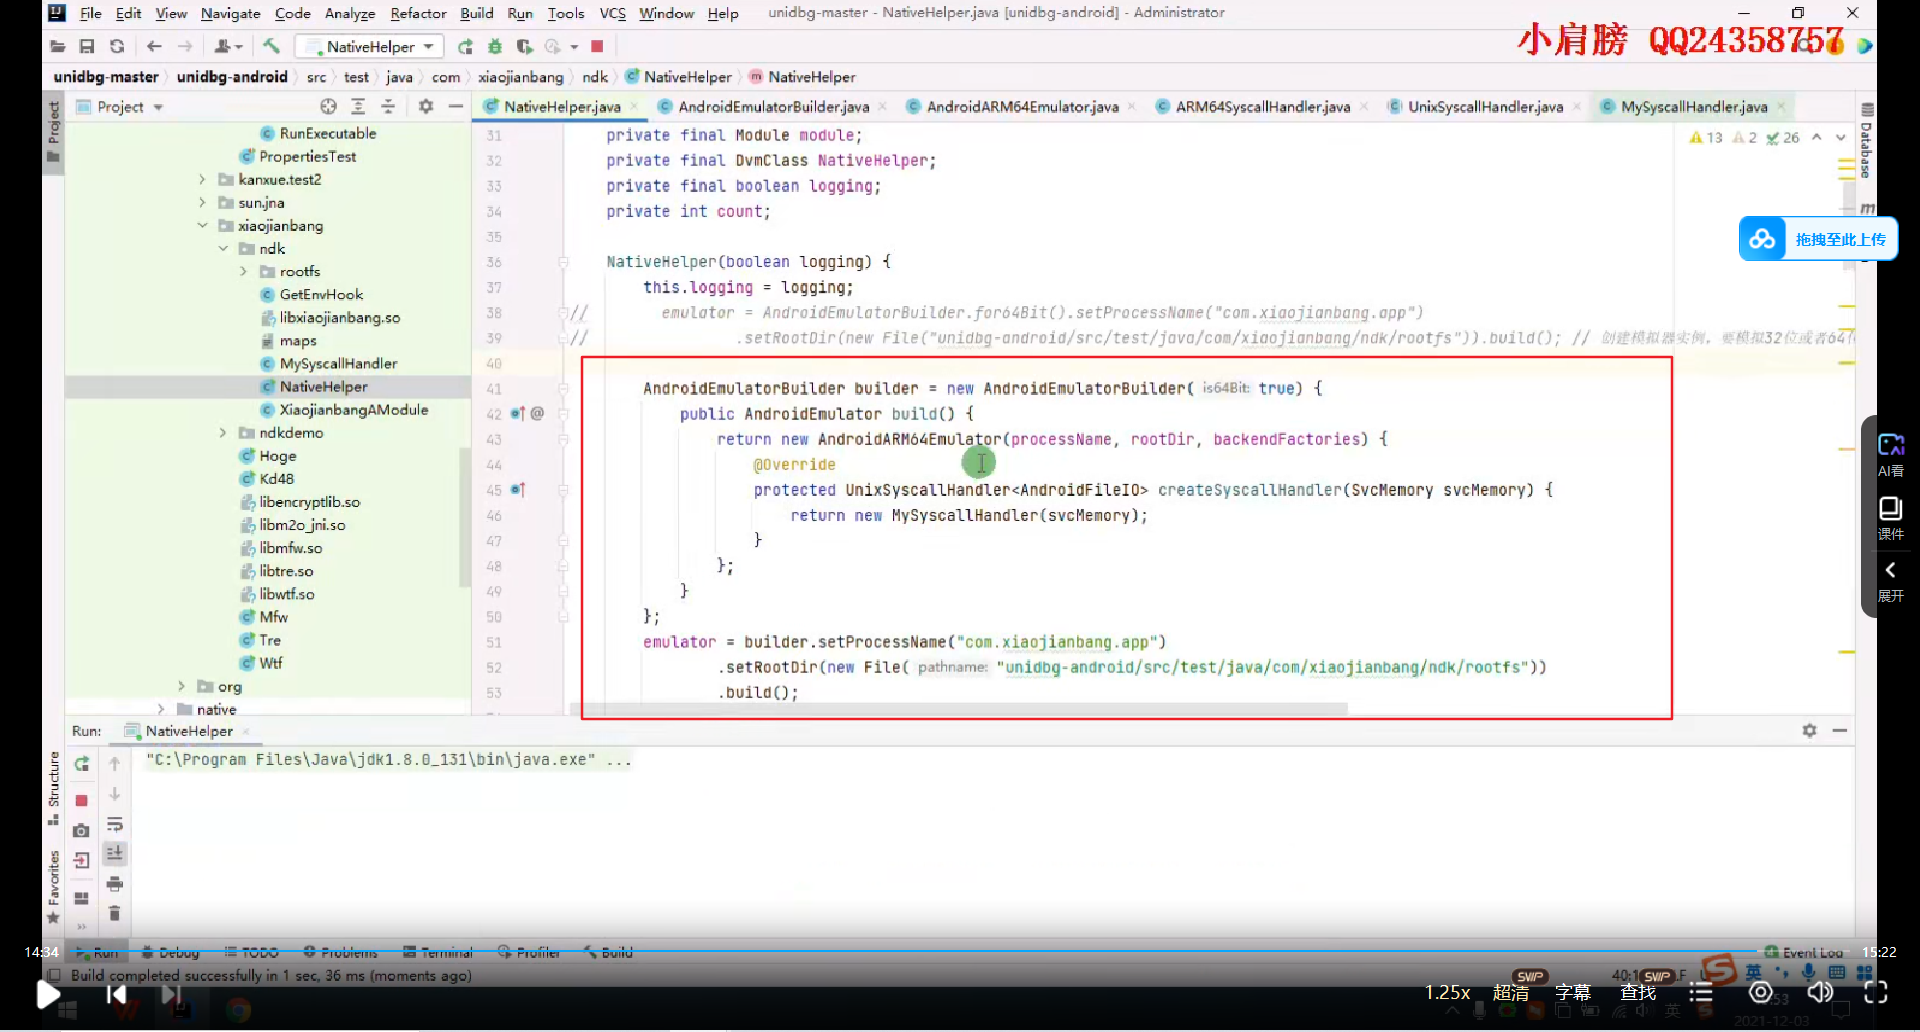 File Edit View Navigate Code Analyze Refactor Build Run Tools VCS Window Help unidbg-master - NativeHelper.java [unidbg-android] - Administrator
小肩膀 QQ24358757
NativeHelper
unidbg-master unidbg-android src test java com xiaojianbang ndk NativeHelper NativeHelper
Project
NativeHelper.java AndroidEmulatorBuilder.java AndroidARM64Emulator.java ARM64SyscallHandler.java UnixSyscallHandler.java MySyscallHandler.java
Project
Database
13 2 26
RunExecutable
PropertiesTest
kanxue.test2
sun.jna
xiaojianbang
ndk
rootfs
GetEnvHook
libxiaojianbang.so
maps
MySyscallHandler
NativeHelper
XiaojianbangAModule
ndkdemo
Hoge
Kd48
libencryptlib.so
libm2o_jni.so
libmfw.so
libtre.so
libwtf.so
Mfw
Tre
Wtf
org
native
31 private final Module module;
32 private final DvmClass NativeHelper;
33 private final boolean logging;
34 private int count;
35
36 NativeHelper(boolean logging) {
37 this.logging = logging;
38 // emulator = AndroidEmulatorBuilder.for64Bit().setProcessName("com.xiaojianbang.app")
39 // .setRootDir(new File("unidbg-android/src/test/java/com/xiaojianbang/ndk/rootfs")).build(); // 创建模拟器实例，要模拟32位或者64
40
41 AndroidEmulatorBuilder builder = new AndroidEmulatorBuilder( is64Bit: true) {
42 public AndroidEmulator build() {
43 return new AndroidARM64Emulator(processName, rootDir, backendFactories) {
44 @Override
45 protected UnixSyscallHandler<AndroidFileIO> createSyscallHandler(SvcMemory svcMemory) {
46 return new MySyscallHandler(svcMemory);
47 }
48 };
49 }
50 };
51 emulator = builder.setProcessName("com.xiaojianbang.app")
52 .setRootDir(new File( pathname: "unidbg-android/src/test/java/com/xiaojianbang/ndk/rootfs"))
53 .build();
拖拽至此上传
AI看
课件
展开
Run: NativeHelper
"C:\Program Files\Java\jdk1.8.0_131\bin\java.exe" ...
Structure
Favorites
14:34 Run Debug TODO Problems Terminal Profiler Build Event Log 15:22
Build completed successfully in 1 sec, 36 ms (moments ago)
SVIP SVIP 英
1.25x 超清 字幕 查找
英
2021-12-03